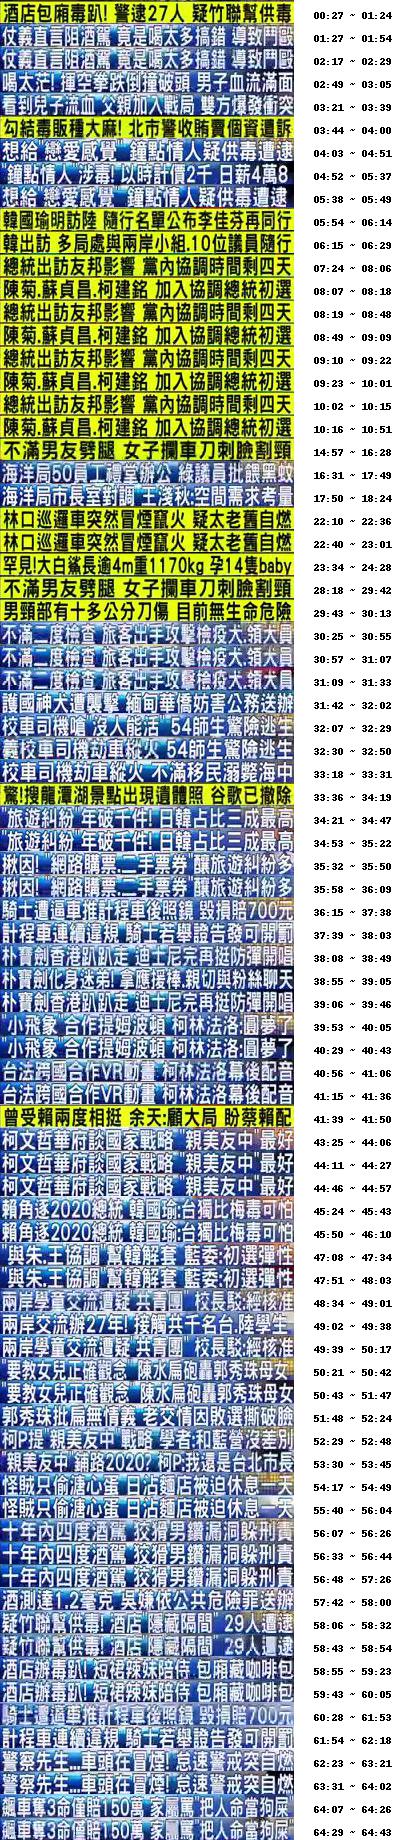 酒店包廂毒趴! 警逮27人 疑竹聯幫供毒 00:27 ~ 01:24
仗義直言阻酒駕 竟是喝太多搞錯 導致鬥毆 01:27 ~ 01:54
仗義直言阻酒駕 竟是喝太多搞錯 導致鬥毆 02:17 ~ 02:29
喝太茫! 揮空拳跌倒撞破頭 男子血流滿面 02:49 ~ 03:05
看到兒子流血 父親加入戰局 雙方爆發衝突 03:21 ~ 03:39
勾結毒販種大麻! 北市警收賄賣個資遭訴 03:44 ~ 04:00
想給"戀愛感覺" 鐘點情人疑供毒遭逮 04:03 ~ 04:51
"鐘點情人"涉毒! 以時計價2千 日薪4萬8 04:52 ~ 05:37
想給"戀愛感覺" 鐘點情人疑供毒遭逮 05:38 ~ 05:49
韓國瑜明訪陸 隨行名單公布李佳芬再同行 05:54 ~ 06:14
韓出訪 多局處與兩岸小組.10位議員隨行 06:15 ~ 06:29
總統出訪友邦影響 黨內協調時間剩四天 07:24 ~ 08:06
陳菊.蘇貞昌.柯建銘 加入協調總統初選 08:07 ~ 08:18
總統出訪友邦影響 黨內協調時間剩四天 08:19 ~ 08:48
陳菊.蘇貞昌.柯建銘 加入協調總統初選 08:49 ~ 09:09
總統出訪友邦影響 黨內協調時間剩四天 09:10 ~ 09:22
陳菊.蘇貞昌.柯建銘 加入協調總統初選 09:23 ~ 10:01
總統出訪友邦影響 黨內協調時間剩四天 10:02 ~ 10:15
陳菊.蘇貞昌.柯建銘 加入協調總統初選 10:16 ~ 10:51
不滿男友劈腿 女子攔車刀刺臉割頸 14:57 ~ 16:28
海洋局50員工禮堂辦公 綠議員批餵黑蚊 16:31 ~ 17:49
海洋局市長室對調 王淺秋:空間需求考量 17:50 ~ 18:24
林口巡邏車突然冒煙竄火 疑太老舊自燃 22:10 ~ 22:36
林口巡邏車突然冒煙竄火 疑太老舊自燃 22:40 ~ 23:01
罕見!大白鯊長逾4m重1170kg 孕14隻baby 23:34 ~ 24:28
不滿男友劈腿 女子攔車刀刺臉割頸 28:18 ~ 29:42
男頸部有十多公分刀傷 目前無生命危險 29:43 ~ 30:13
不滿二度檢查 旅客出手攻擊檢疫犬.領犬員 30:25 ~ 30:55
不滿二度檢查 旅客出手攻擊檢疫犬.領犬員 30:57 ~ 31:07
不滿二度檢查 旅客出手攻擊檢疫犬.領犬員 31:09 ~ 31:33
護國神犬遭襲擊 緬甸華僑妨害公務送辦 31:42 ~ 32:02
校車司機嗆"沒人能活" 54師生驚險逃生 32:07 ~ 32:29
義校車司機劫車縱火 54師生驚險逃生 32:30 ~ 32:50
校車司機劫車縱火 不滿移民溺斃海中 33:18 ~ 33:31
驚!搜龍潭湖景點出現遺體照 谷歌已撤除 33:36 ~ 34:19
"旅遊糾紛"年破千件! 日韓占比三成最高 34:21 ~ 34:47
"旅遊糾紛"年破千件! 日韓占比三成最高 34:53 ~ 35:22
揪因! "網路購票.二手票券"釀旅遊糾紛多 35:32 ~ 35:50
揪因! "網路購票.二手票券"釀旅遊糾紛多 35:58 ~ 36:09
騎士遭逼車推計程車後照鏡 毀損賠700元 36:15 ~ 37:38
計程車連續違規 騎士若舉證告發可開罰 37:39 ~ 38:03
朴寶劍香港趴趴走 迪士尼完再挺防彈開唱 38:08 ~ 38:49
朴寶劍化身迷弟! 拿應援棒.親切與粉絲聊天 38:55 ~ 39:05
朴寶劍香港趴趴走 迪士尼完再挺防彈開唱 39:06 ~ 39:46
"小飛象"合作提姆波頓 柯林法洛:圓夢了 39:53 ~ 40:05
"小飛象"合作提姆波頓 柯林法洛:圓夢了 40:29 ~ 40:43
台法跨國合作VR動畫 柯林法洛幕後配音 40:56 ~ 41:06
台法跨國合作VR動畫 柯林法洛幕後配音 41:15 ~ 41:36
曾受賴兩度相挺 余天:顧大局 盼蔡賴配 41:39 ~ 41:50
柯文哲華府談國家戰略 "親美友中"最好 43:25 ~ 44:06
柯文哲華府談國家戰略 "親美友中"最好 44:11 ~ 44:27
柯文哲華府談國家戰略 "親美友中"最好 44:46 ~ 44:57
賴角逐2020總統 韓國瑜:台獨比梅毒可怕 45:24 ~ 45:43
賴角逐2020總統 韓國瑜:台獨比梅毒可怕 45:50 ~ 46:10
"與朱.王協調"幫韓解套 藍委:初選彈性 47:08 ~ 47:34
"與朱.王協調"幫韓解套 藍委:初選彈性 47:51 ~ 48:03
兩岸學童交流遭疑"共青團" 校長駁:經核准 48:34 ~ 49:01
兩岸交流辦27年! 接觸共千名台.陸學生 49:02 ~ 49:38
兩岸學童交流遭疑"共青團" 校長駁:經核准 49:39 ~ 50:17
"要教女兒正確觀念" 陳水扁砲轟郭秀珠母女 50:21 ~ 50:42
"要教女兒正確觀念" 陳水扁砲轟郭秀珠母女 50:43 ~ 51:47
郭秀珠批扁無情義 老交情因敗選撕破臉 51:48 ~ 52:24
柯P提"親美友中"戰略 學者:和藍營沒差別 52:29 ~ 52:48
"親美友中"鋪路2020? 柯P:我還是台北市長 53:30 ~ 53:45
怪賊只偷溏心蛋 日沾麵店被迫休息一天 54:17 ~ 54:49
怪賊只偷溏心蛋 日沾麵店被迫休息一天 55:40 ~ 56:04
十年內四度酒駕 狡猾男鑽漏洞躲刑責 56:07 ~ 56:26
十年內四度酒駕 狡猾男鑽漏洞躲刑責 56:33 ~ 56:44
十年內四度酒駕 狡猾男鑽漏洞躲刑責 56:48 ~ 57:26
酒測達1.2毫克 吳嫌依公共危險罪送辦 57:42 ~ 58:00
疑竹聯幫供毒! 酒店"隱藏隔間"29人遭逮 58:06 ~ 58:32
疑竹聯幫供毒! 酒店"隱藏隔間"29人遭逮 58:43 ~ 58:54
酒店辦毒趴! 短裙辣妹陪侍 包廂藏咖啡包 58:55 ~ 59:23
酒店辦毒趴! 短裙辣妹陪侍 包廂藏咖啡包 59:43 ~ 60:05
騎士遭逼車推計程車後照鏡 毀損賠700元 60:28 ~ 61:53
計程車連續違規 騎士若舉證告發可開罰 61:54 ~ 62:18
警察先生...車頭在冒煙! 怠速警戒突自燃 62:23 ~ 63:21
警察先生...車頭在冒煙! 怠速警戒突自燃 63:31 ~ 64:02
飆車奪3命僅賠150萬 家屬罵"把人命當狗屎" 64:07 ~ 64:26
飆車奪3命僅賠150萬 家屬罵"把人命當狗屎" 64:29 ~ 64:43